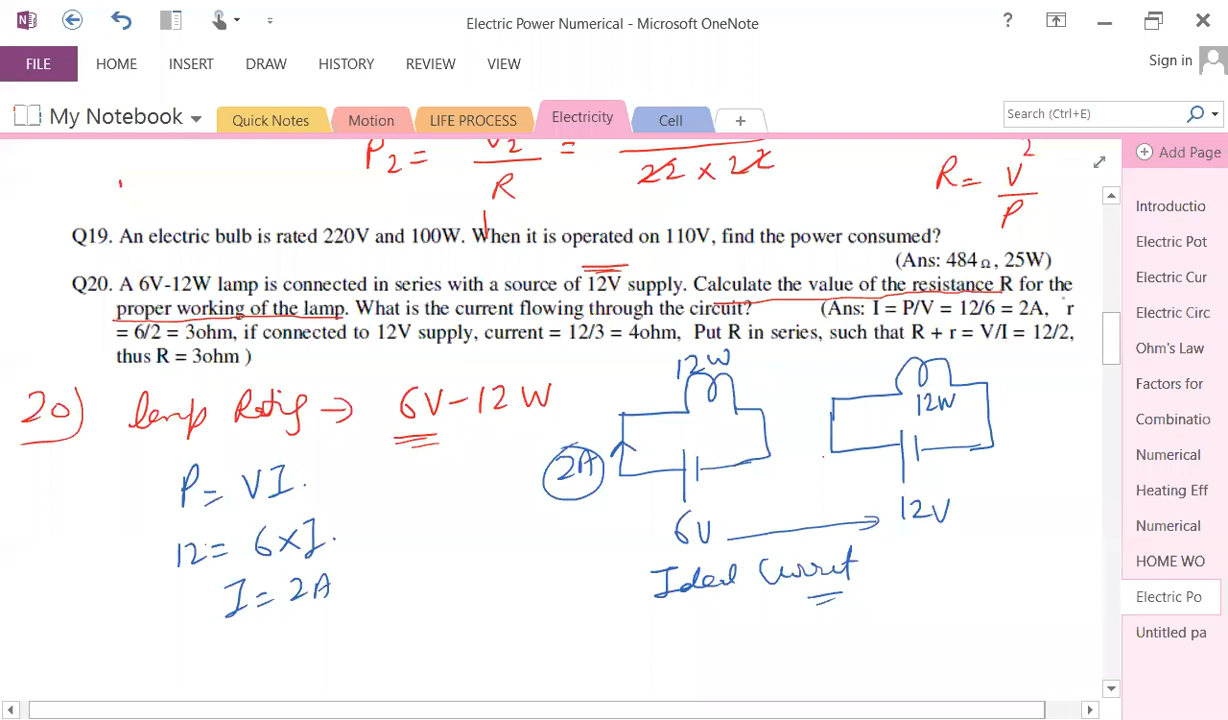 Electric Power Numerical - Microsoft OneNote
?
FILE HOME INSERT DRAW HISTORY REVIEW VIEW
Sign in
My Notebook
Quick Notes Motion LIFE PROCESS Electricity Cell +
Search (Ctrl+E)
Add Page
P2 = V2/R = /22 x 22
R = V²/P
Q19. An electric bulb is rated 220V and 100W. When it is operated on 110V, find the power consumed?
(Ans: 484 Ω, 25W)
Q20. A 6V-12W lamp is connected in series with a source of 12V supply. Calculate the value of the resistance R for the
proper working of the lamp. What is the current flowing through the circuit? (Ans: I = P/V = 12/6 = 2A, r
= 6/2 = 3ohm, if connected to 12V supply, current = 12/3 = 4ohm, Put R in series, such that R + r = V/I = 12/2,
thus R = 3ohm )
20) lamp Rating → 6V-12W
P = VI.
12 = 6 X I.
I = 2A
12W
2A
6V
12W
12V
Ideal Current
Introductio
Electric Pot
Electric Cur
Electric Circ
Ohm's Law
Factors for
Combinatio
Numerical
Heating Eff
Numerical
HOME WO
Electric Po
Untitled pa